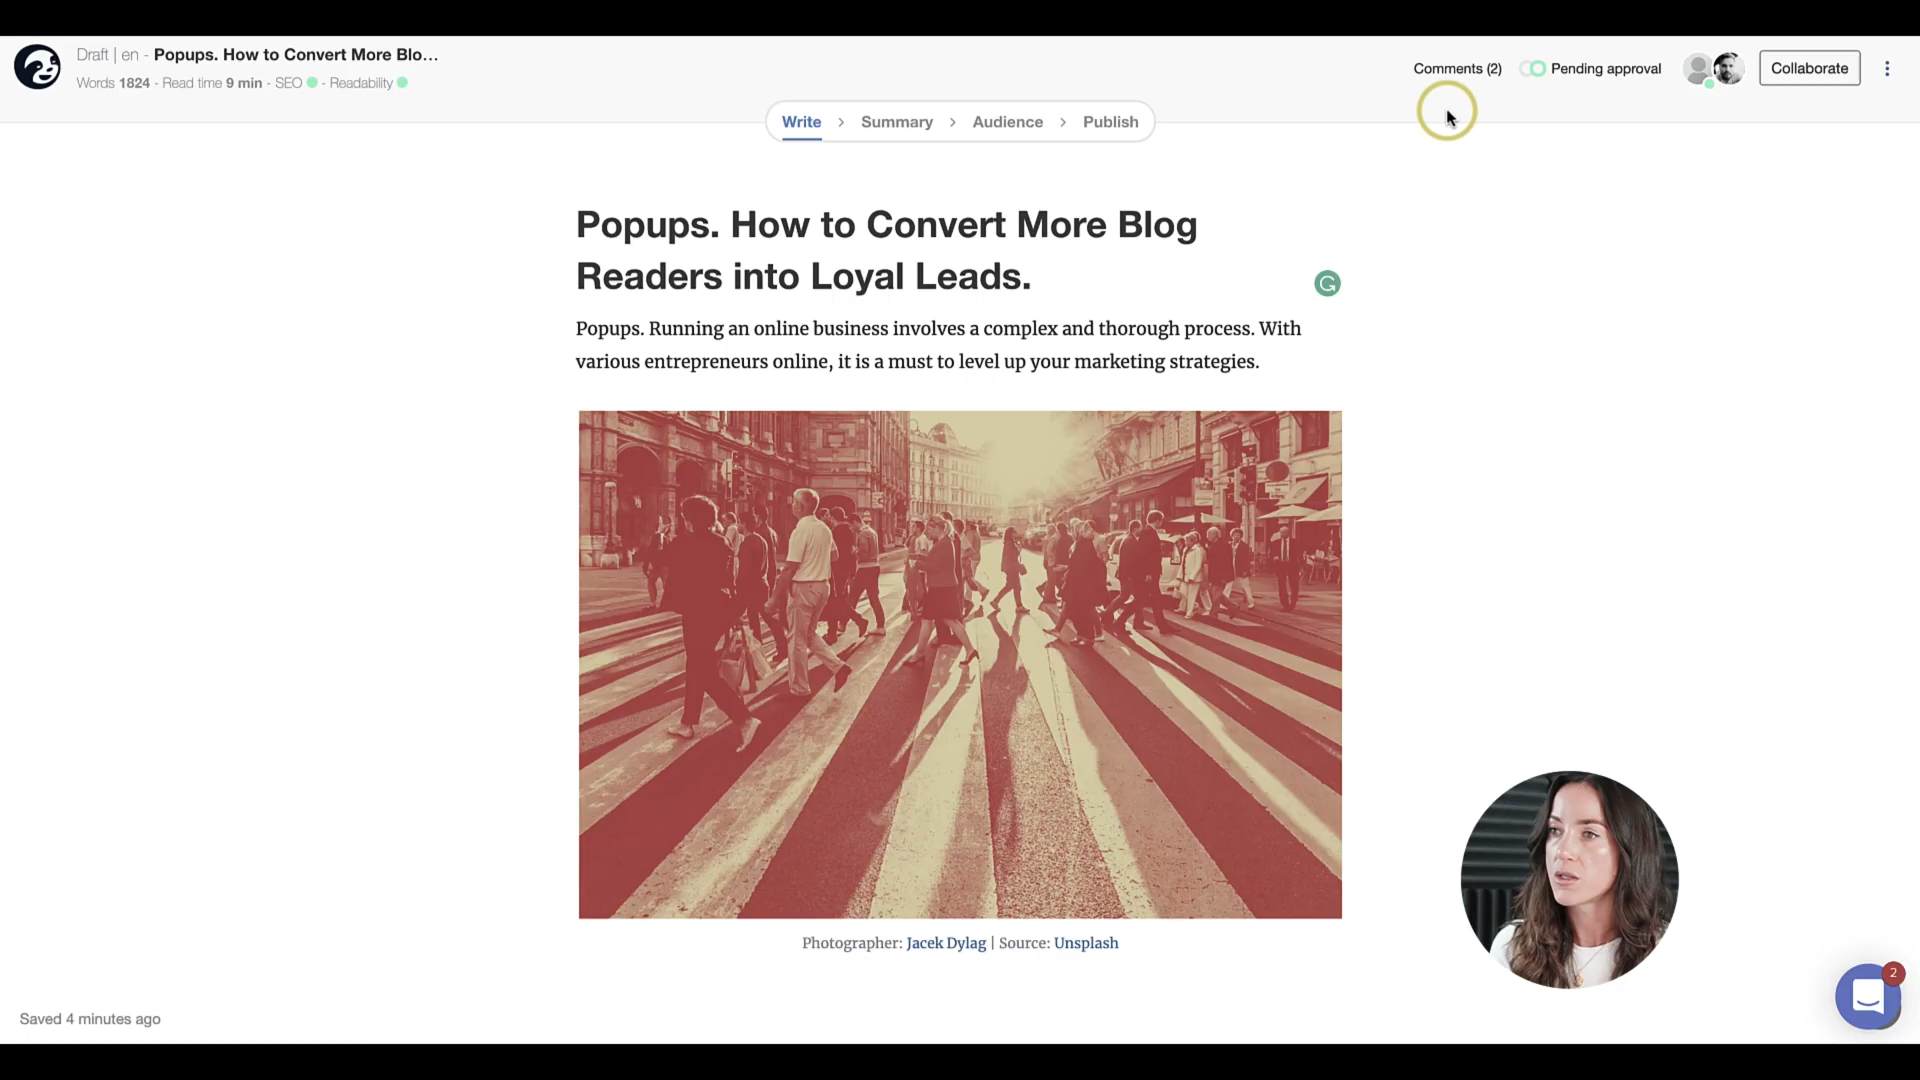 Draft | en - Popups. How to Convert More Blo...
Words 1824 - Read time 9 min - SEO - Readability
Comments (2)
Pending approval
Collaborate
Write > Summary > Audience > Publish
Popups. How to Convert More Blog
Readers into Loyal Leads.
Popups. Running an online business involves a complex and thorough process. With
various entrepreneurs online, it is a must to level up your marketing strategies.
Photographer: Jacek Dylag | Source: Unsplash
2
Saved 4 minutes ago